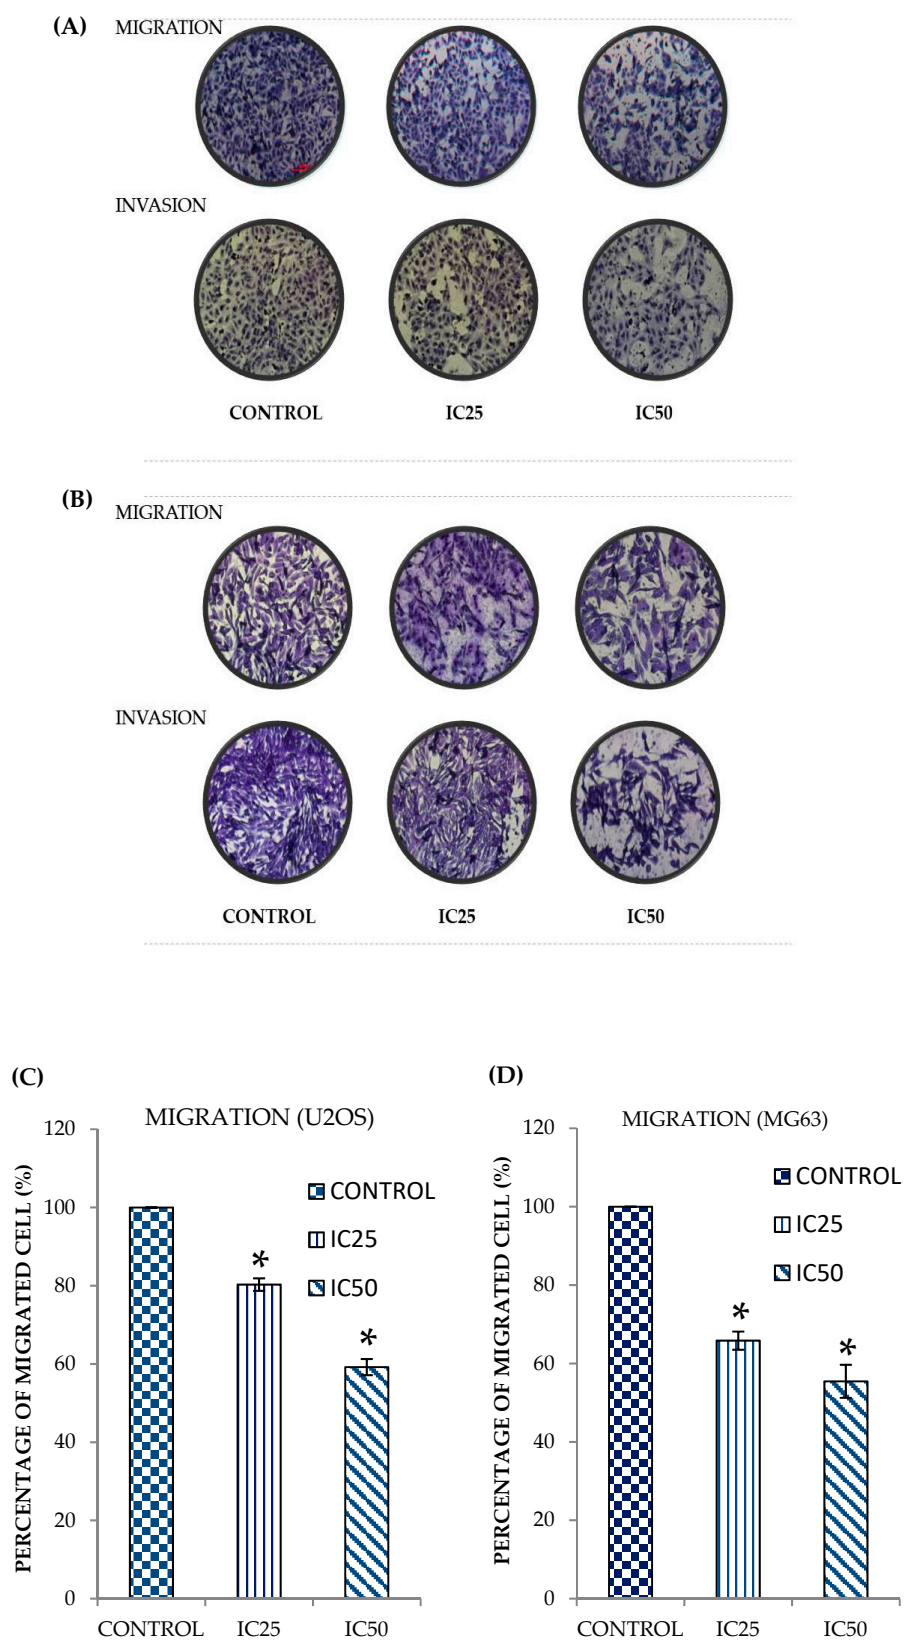 (A)
MIGRATION
INVASION
CONTROL IC25 IC50
(B)
MIGRATION
INVASION
CONTROL IC25 IC50
(C)
MIGRATION (U2OS)
PERCENTAGE OF MIGRATED CELL (%)
120
100
80
60
40
20
0
CONTROL
IC25
IC50
*
*
CONTROL IC25 IC50
(D)
MIGRATION (MG63)
PERCENTAGE OF MIGRATED CELL (%)
120
100
80
60
40
20
0
CONTROL
IC25
IC50
*
*
CONTROL IC25 IC50